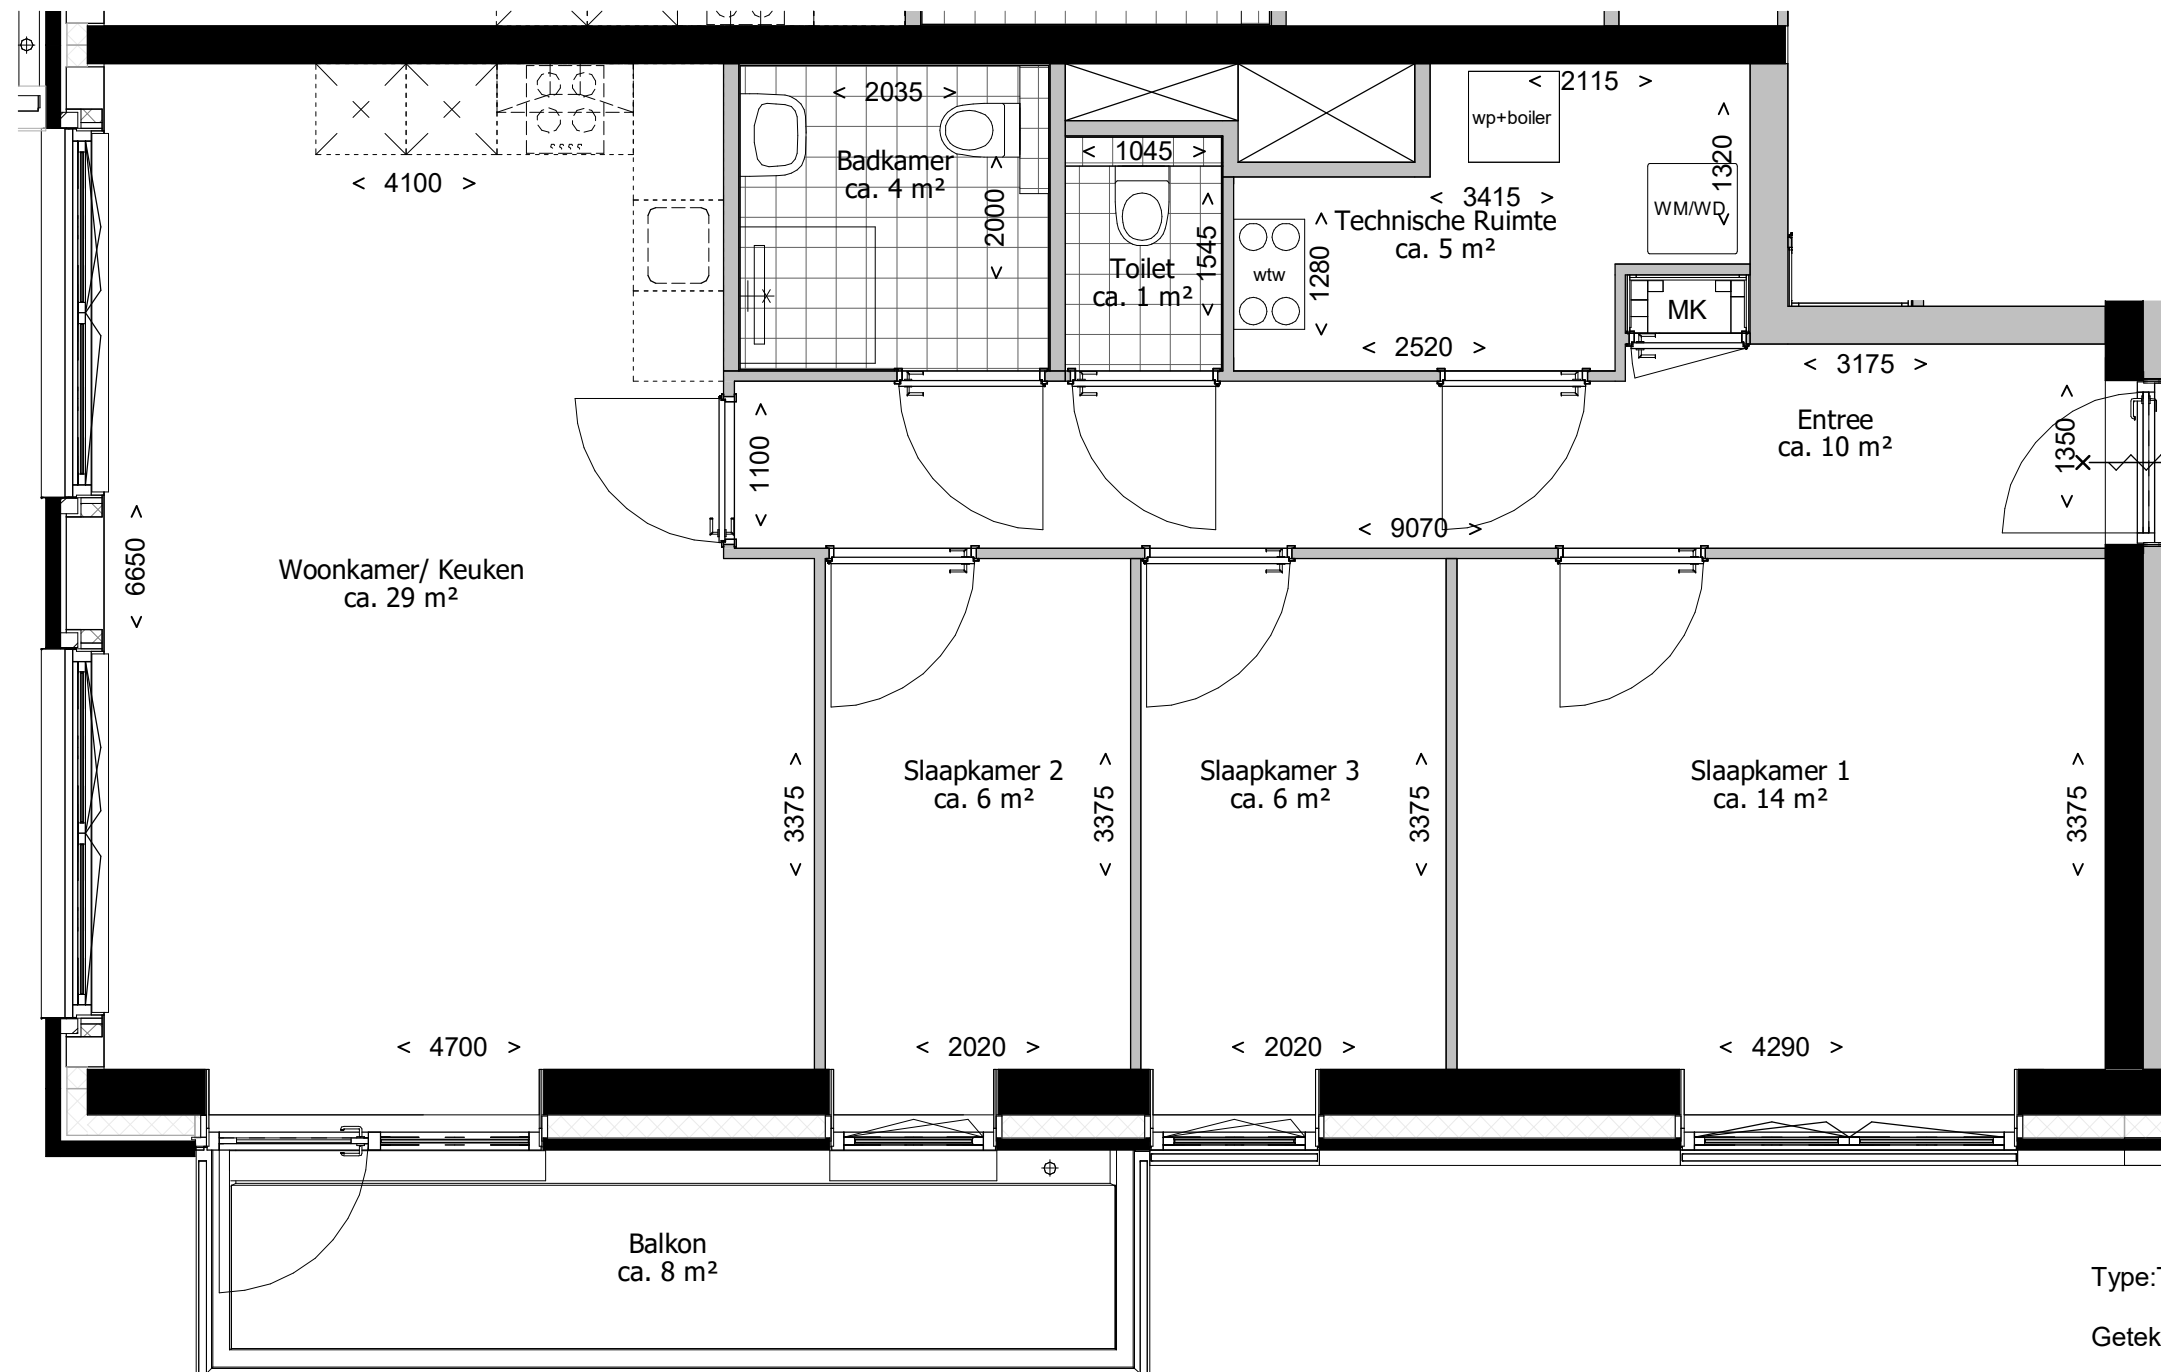 < 2035 >
< 2115 >
wp+boiler
< 1320 >
< 4100 >
Badkamer
ca. 4 m²
< 2000 >
< 1045 >
< 1545 >
Toilet
ca. 1 m²
< 3415 >
Technische Ruimte
ca. 5 m²
WM/WD
wtw
< 1280 >
MK
< 2520 >
< 3175 >
Entree
ca. 10 m²
< 1350 >
< 1100 >
< 9070 >
< 6650 >
Woonkamer/ Keuken
ca. 29 m²
< 3375 >
Slaapkamer 2
ca. 6 m²
< 3375 >
Slaapkamer 3
ca. 6 m²
< 3375 >
Slaapkamer 1
ca. 14 m²
< 3375 >
< 4700 >
< 2020 >
< 2020 >
< 4290 >
Balkon
ca. 8 m²
Type:
Getek